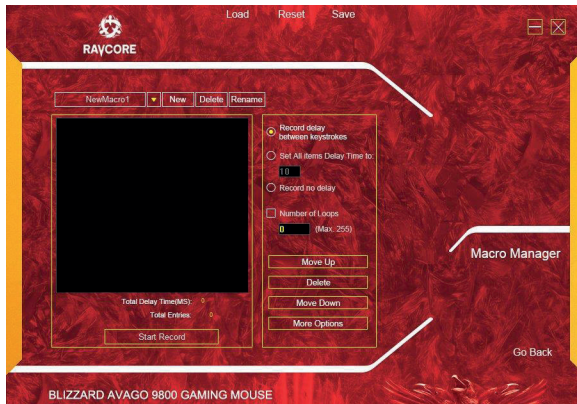 Load Reset Save
RAYCORE
NewMacro1 New Delete Rename
Record delay
between keystrokes
Set All items Delay Time to:
10
Record no delay
Number of Loops
0 (Max. 255)
Move Up
Delete
Move Down
More Options
Total Delay Time(MS): 0
Total Entries: 0
Start Record
Macro Manager
Go Back
BLIZZARD AVAGO 9800 GAMING MOUSE